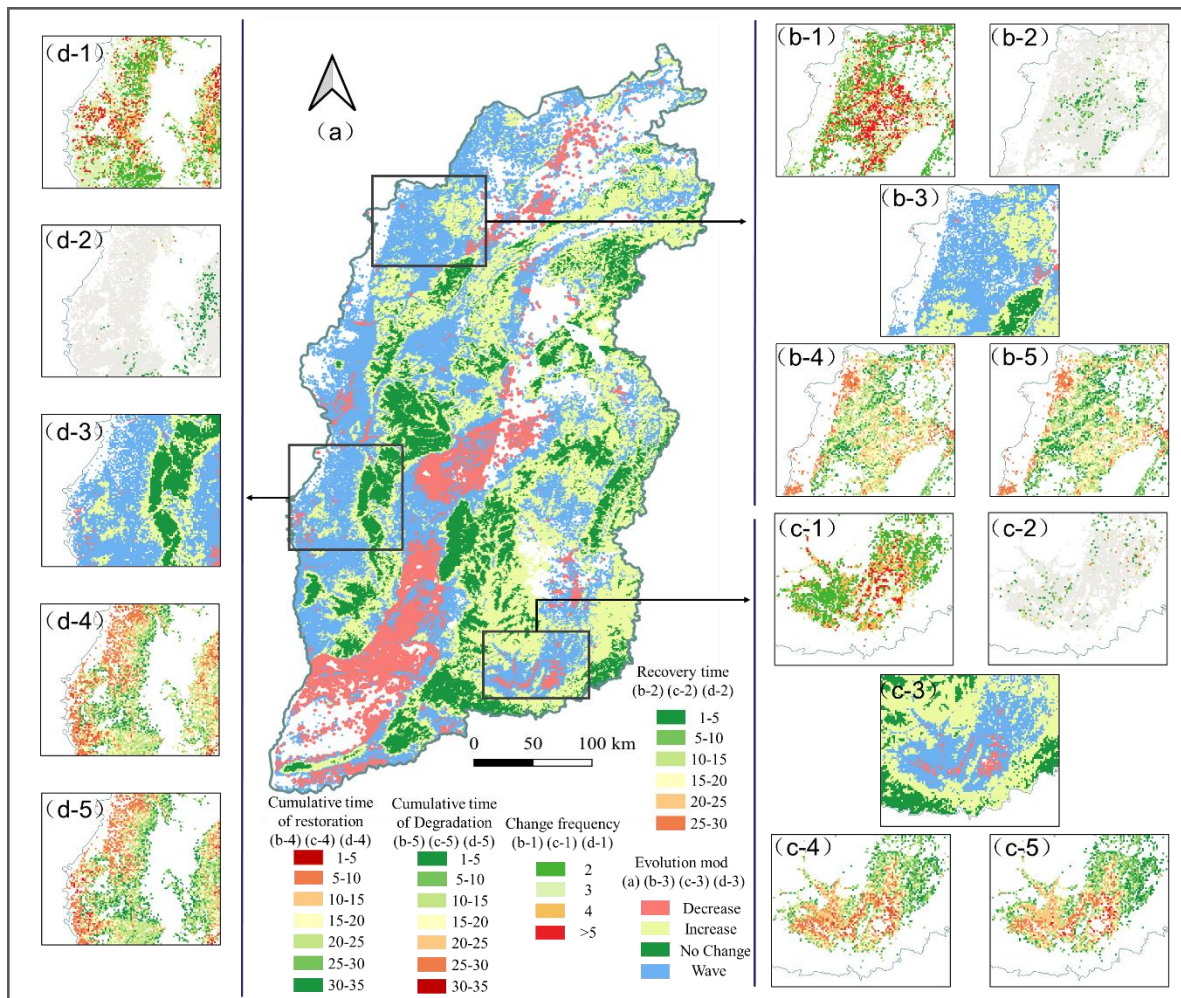 （d-1）
（d-2）
（d-3）
（d-4）
（d-5）
（a）
0 50 100 km
Recovery time
(b-2) (c-2) (d-2)
1-5
5-10
10-15
15-20
20-25
25-30
Cumulative time
of restoration
(b-4) (c-4) (d-4)
1-5
5-10
10-15
15-20
20-25
25-30
30-35
Cumulative time
of Degradation
(b-5) (c-5) (d-5)
1-5
5-10
10-15
15-20
20-25
25-30
30-35
Change frequency
(b-1) (c-1) (d-1)
2
3
4
>5
Evolution mod
(a) (b-3) (c-3) (d-3)
Decrease
Increase
No Change
Wave
（b-1）
（b-2）
（b-3）
（b-4）
（b-5）
（c-1）
（c-2）
（c-3）
（c-4）
（c-5）